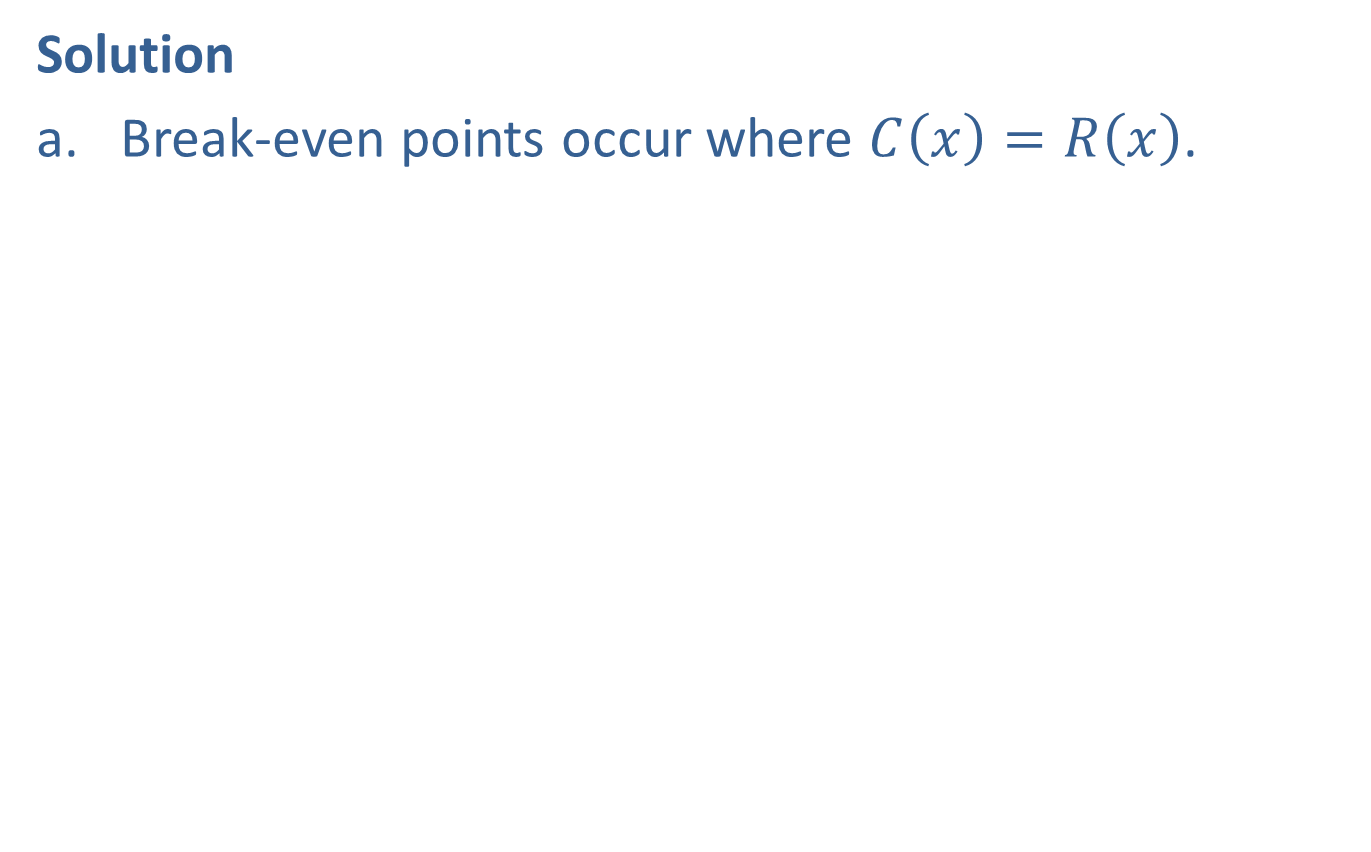 Solution
a. Break-even points occur where C(x) = R(x).